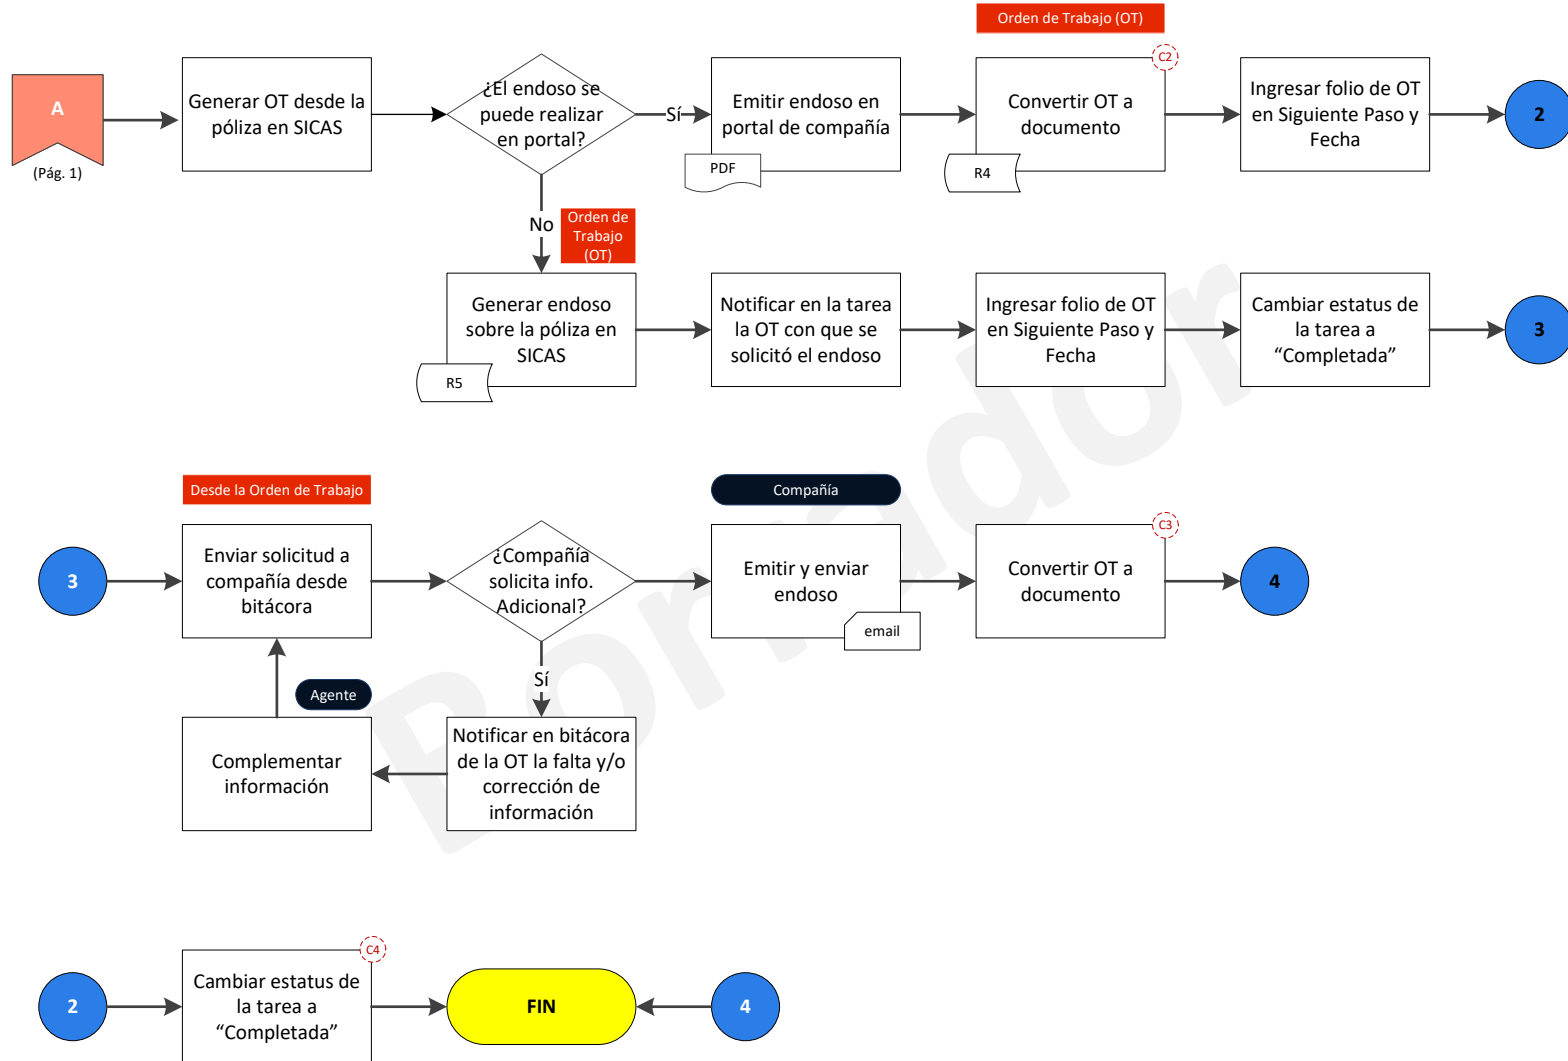 Orden de Trabajo (OT)
A
(Pág. 1)
Generar OT desde la
póliza en SICAS
¿El endoso se
puede realizar
en portal?
Sí
Emitir endoso en
portal de compañía
PDF
C2
Convertir OT a
documento
R4
Ingresar folio de OT
en Siguiente Paso y
Fecha
2
No
Orden de
Trabajo
(OT)
Generar endoso
sobre la póliza en
SICAS
R5
Notificar en la tarea
la OT con que se
solicitó el endoso
Ingresar folio de OT
en Siguiente Paso y
Fecha
Cambiar estatus de
la tarea a
“Completada”
3
Borrador
Desde la Orden de Trabajo
Compañía
3
Enviar solicitud a
compañía desde
bitácora
¿Compañía
solicita info.
Adicional?
Emitir y enviar
endoso
email
C3
Convertir OT a
documento
4
Sí
Agente
Complementar
información
Notificar en bitácora
de la OT la falta y/o
corrección de
información
2
C4
Cambiar estatus de
la tarea a
“Completada”
FIN
4